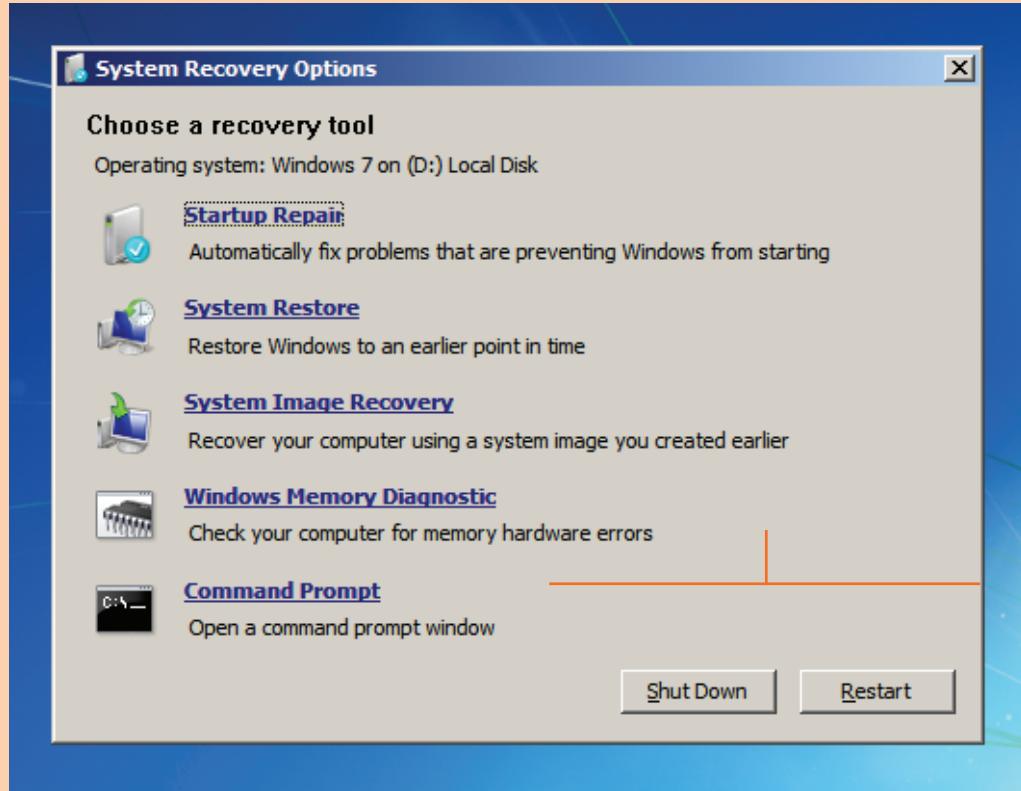 System Recovery Options
Choose a recovery tool
Operating system: Windows 7 on (D:) Local Disk
Startup Repair
Automatically fix problems that are preventing Windows from starting
System Restore
Restore Windows to an earlier point in time
System Image Recovery
Recover your computer using a system image you created earlier
Windows Memory Diagnostic
Check your computer for memory hardware errors
C:\_
Command Prompt
Open a command prompt window
Shut Down
Restart